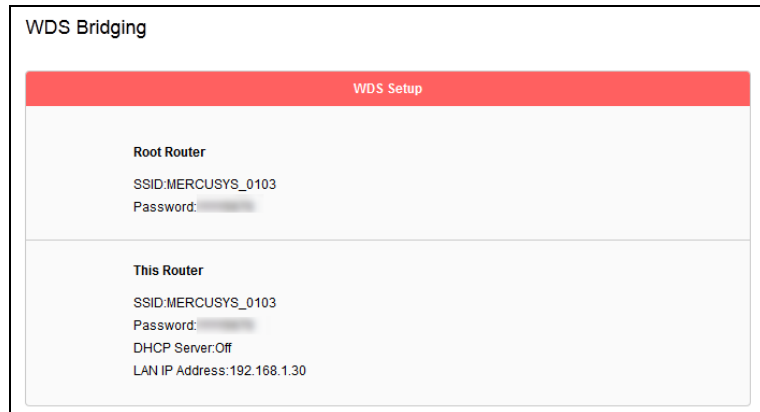 WDS Bridging
WDS Setup
Root Router
SSID:MERCUSYS_0103
Password:
This Router
SSID:MERCUSYS_0103
Password:
DHCP Server:Off
LAN IP Address:192.168.1.30